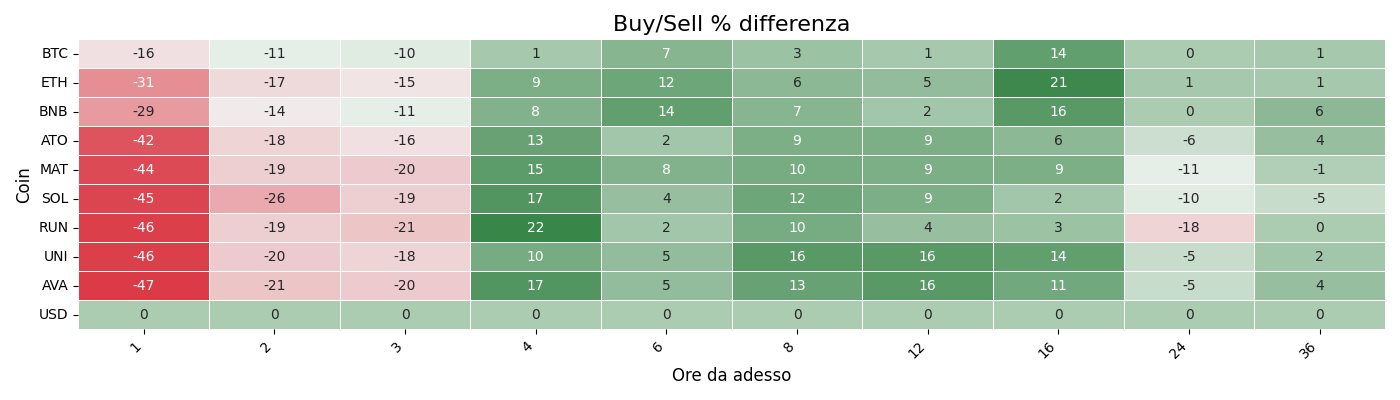 Buy/Sell % differenza
Coin
BTC -16 -11 -10 1 7 3 1 14 0 1
ETH -31 -17 -15 9 12 6 5 21 1 1
BNB -29 -14 -11 8 14 7 2 16 0 6
ATO -42 -18 -16 13 2 9 9 6 -6 4
MAT -44 -19 -20 15 8 10 9 9 -11 -1
SOL -45 -26 -19 17 4 12 9 2 -10 -5
RUN -46 -19 -21 22 2 10 4 3 -18 0
UNI -46 -20 -18 10 5 16 16 14 -5 2
AVA -47 -21 -20 17 5 13 16 11 -5 4
USD 0 0 0 0 0 0 0 0 0 0
1 2 3 4 6 8 12 16 24 36
Ore da adesso